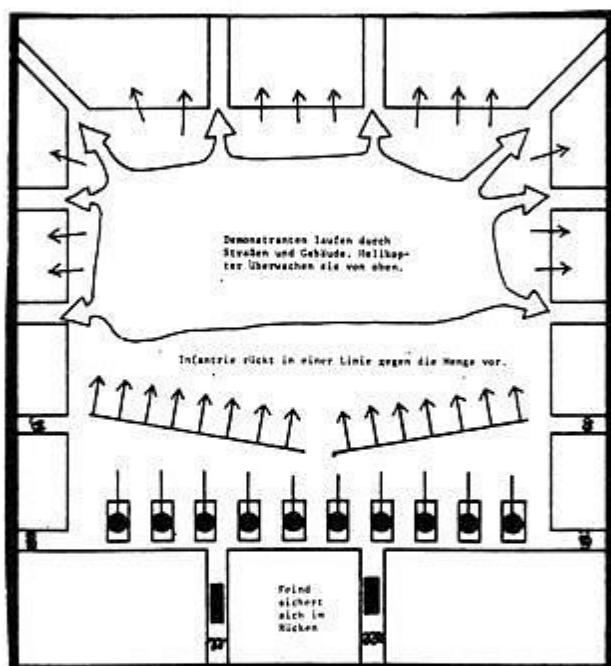 Demonstranten laufen durch
Straßen und Gebäude. Helikop-
ter überwachen sie von oben.
Infantrie rückt in einer Linie gegen die Menge vor.
Feind
sichert
sich im
Rücken